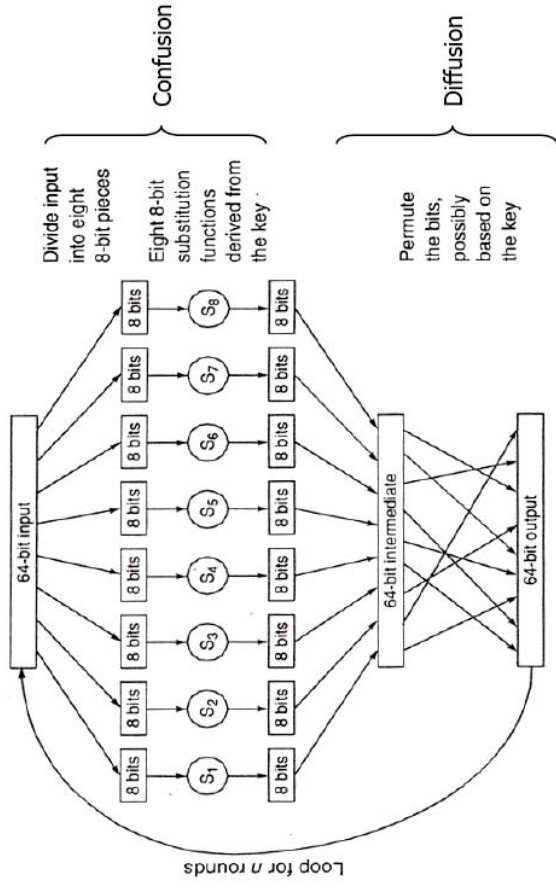 64-bit input
Divide input
into eight
8-bit pieces
8 bits
8 bits
8 bits
8 bits
8 bits
8 bits
8 bits
8 bits
S1
S2
S3
S4
S5
S6
S7
S8
Eight 8-bit
substitution
functions
derived from
the key
8 bits
8 bits
8 bits
8 bits
8 bits
8 bits
8 bits
8 bits
Confusion
64-bit intermediate
Permute
the bits,
possibly
based on
the key
Diffusion
64-bit output
Loop for n rounds